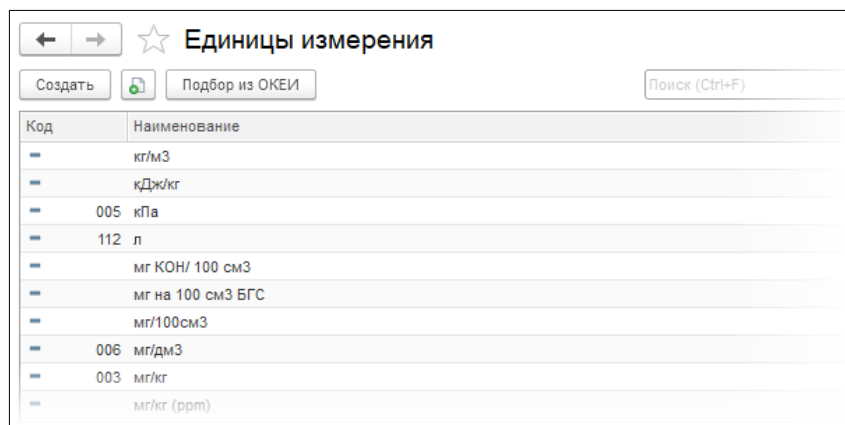 Единицы измерения
Создать Подбор из ОКЕИ Поиск (Ctrl+F)
Код Наименование
кг/м3
кДж/кг
005 кПа
112 л
мг КОН/ 100 см3
мг на 100 см3 БГС
мг/100см3
006 мг/дм3
003 мг/кг
мг/кг (ppm)